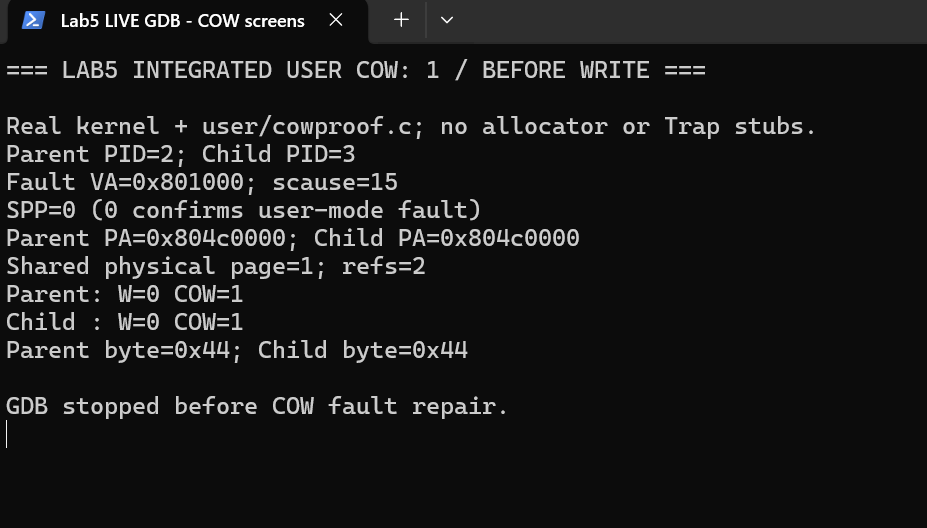 Lab5 LIVE GDB - COW screens
=== LAB5 INTEGRATED USER COW: 1 / BEFORE WRITE ===
Real kernel + user/cowproof.c; no allocator or Trap stubs.
Parent PID=2; Child PID=3
Fault VA=0x801000; scause=15
SPP=0 (0 confirms user-mode fault)
Parent PA=0x804c0000; Child PA=0x804c0000
Shared physical page=1; refs=2
Parent: W=0 COW=1
Child : W=0 COW=1
Parent byte=0x44; Child byte=0x44
GDB stopped before COW fault repair.